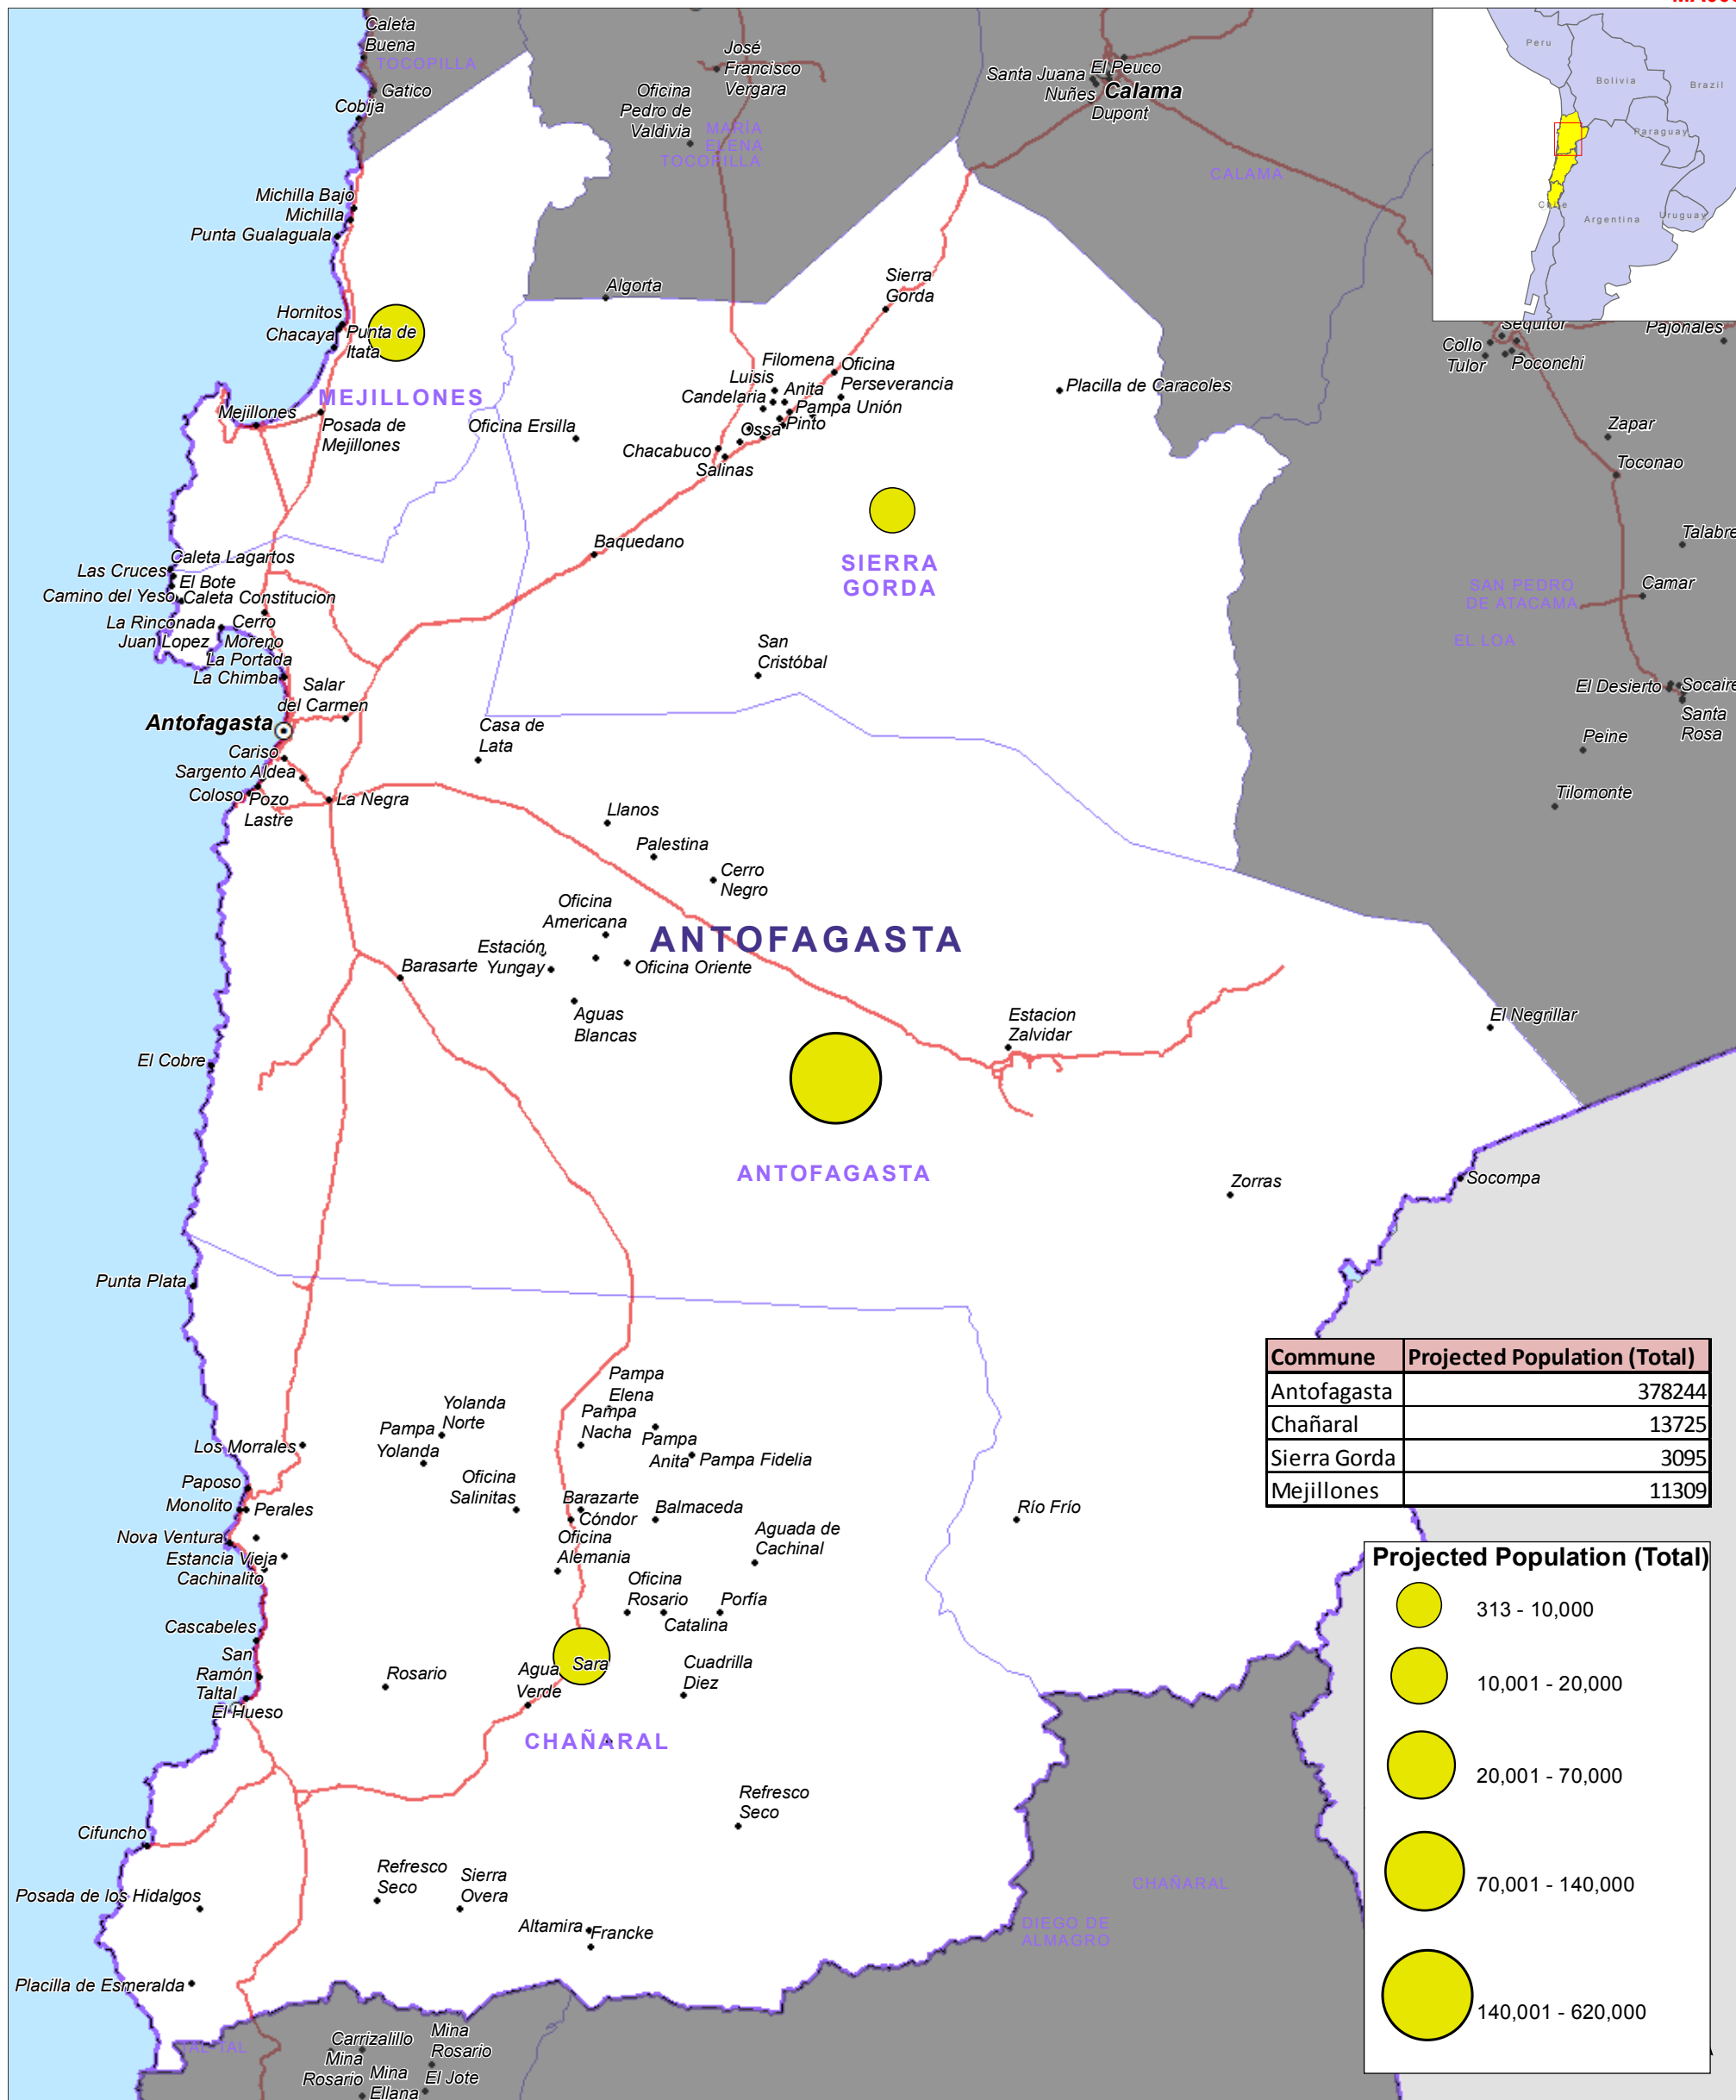 Caleta
Buena
TOCOPILLA
Gatico
Cobija
José
Francisco
Vergara
Oficina
Pedro de
Valdivia
MARÍA
ELENA
TOCOPILLA
Santa Juana
El Peuco
Nuñes
Calama
Dupont
CALAMA
Peru
Bolivia
Brazil
Paraguay
Chile
Argentina
Uruguay
Michilla Bajo
Michilla
Punta Gualaguala
Algorta
Sierra
Gorda
Hornitos
Chacaya
Punta de
Itata
MEJILLONES
Mejillones
Posada de
Mejillones
Filomena
Oficina
Perseverancia
Luisis
Anita
Candelaria
Pampa Unión
Ossa
Pinto
Oficina Ersilla
Chacabuco
Salinas
Placilla de Caracoles
Sequitor
Collo
Tulor
Poconchi
Pajonales
Zapar
Toconao
Talabre
Camar
SAN PEDRO
DE ATACAMA
EL LOA
El Desierto
Socaire
Santa
Rosa
Peine
Tilomonte
Baquedano
SIERRA
GORDA
San
Cristóbal
Caleta Lagartos
Las Cruces
El Bote
Camino del Yeso
Caleta Constitucion
La Rinconada
Cerro
Moreno
Juan Lopez
La Portada
La Chimba
Salar
del Carmen
Antofagasta
Cariso
Sargento Aldea
Coloso
Pozo
Lastre
La Negra
Casa de
Lata
Llanos
Palestina
Cerro
Negro
Oficina
Americana
ANTOFAGASTA
Estación
Yungay
Oficina Oriente
Barasarte
Aguas
Blancas
Estacion
Zalvidar
El Negrillar
El Cobre
ANTOFAGASTA
Zorras
Socompa
Punta Plata
Commune Projected Population (Total)
Antofagasta 378244
Chañaral 13725
Sierra Gorda 3095
Mejillones 11309
Pampa
Elena
Yolanda
Norte
Pampa
Yolanda
Pampa
Nacha
Pampa
Anita
Pampa Fidelia
Los Morrales
Paposo
Monolito
Perales
Oficina
Salinitas
Barazarte
Cóndor
Balmaceda
Río Frío
Nova Ventura
Estancia Vieja
Cachinalito
Oficina
Alemania
Aguada de
Cachinal
Oficina
Rosario
Catalina
Porfía
Cascabeles
San
Ramón
Taltal
El Hueso
Rosario
Agua
Verde
Sara
Cuadrilla
Diez
CHAÑARAL
Projected Population (Total)
313 - 10,000
10,001 - 20,000
20,001 - 70,000
70,001 - 140,000
140,001 - 620,000
Refresco
Seco
Cifuncho
Refresco
Seco
Sierra
Overa
Posada de los Hidalgos
Altamira
Francke
Placilla de Esmeralda
CHAÑARAL
DIEGO DE
ALMAGRO
TAL-TAL
Carrizalillo
Mina
Rosario
Mina
Rosario
Mina
Ellana
El Jote